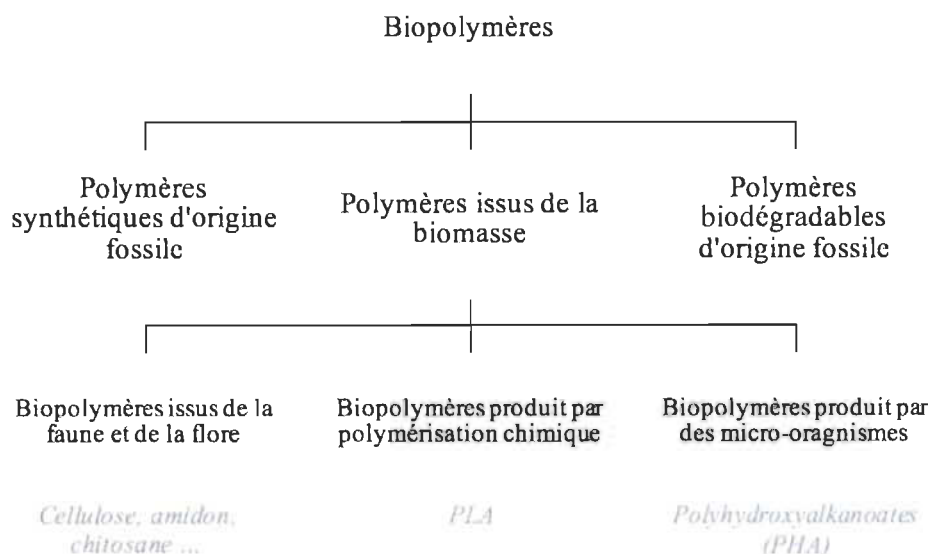 Biopolymères
Polymères
synthétiques d'origine
fossile
Polymères issus de la
biomasse
Polymères
biodégradables
d'origine fossile
Biopolymères issus de la
faune et de la flore
Biopolymères produit par
polymérisation chimique
Biopolymères produit par
des micro-oragnismes
Cellulose, amidon,
chitosane ...
PLA
Polyhydroxyalkanoates
(PHA)